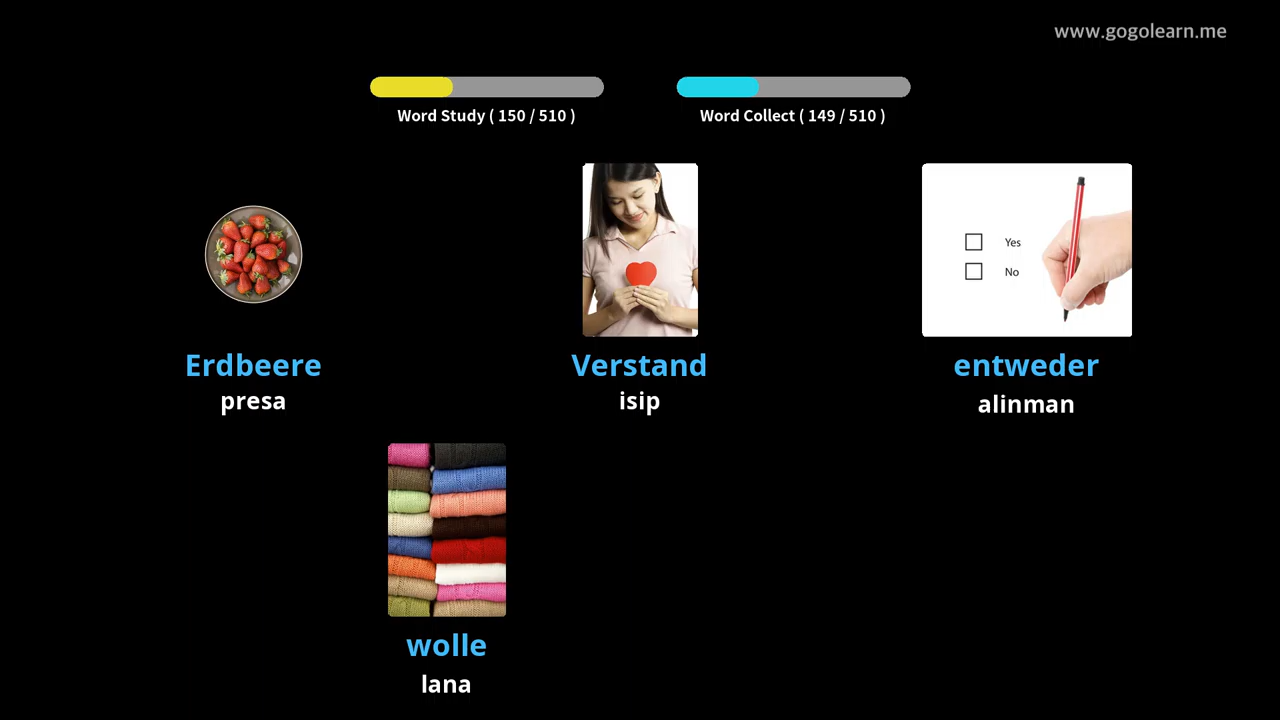 www.gogolearn.me
Word Study ( 150 / 510 )
Word Collect ( 149 / 510 )
Yes
No
Erdbeere
presa
Verstand
isip
entweder
alinman
wolle
lana